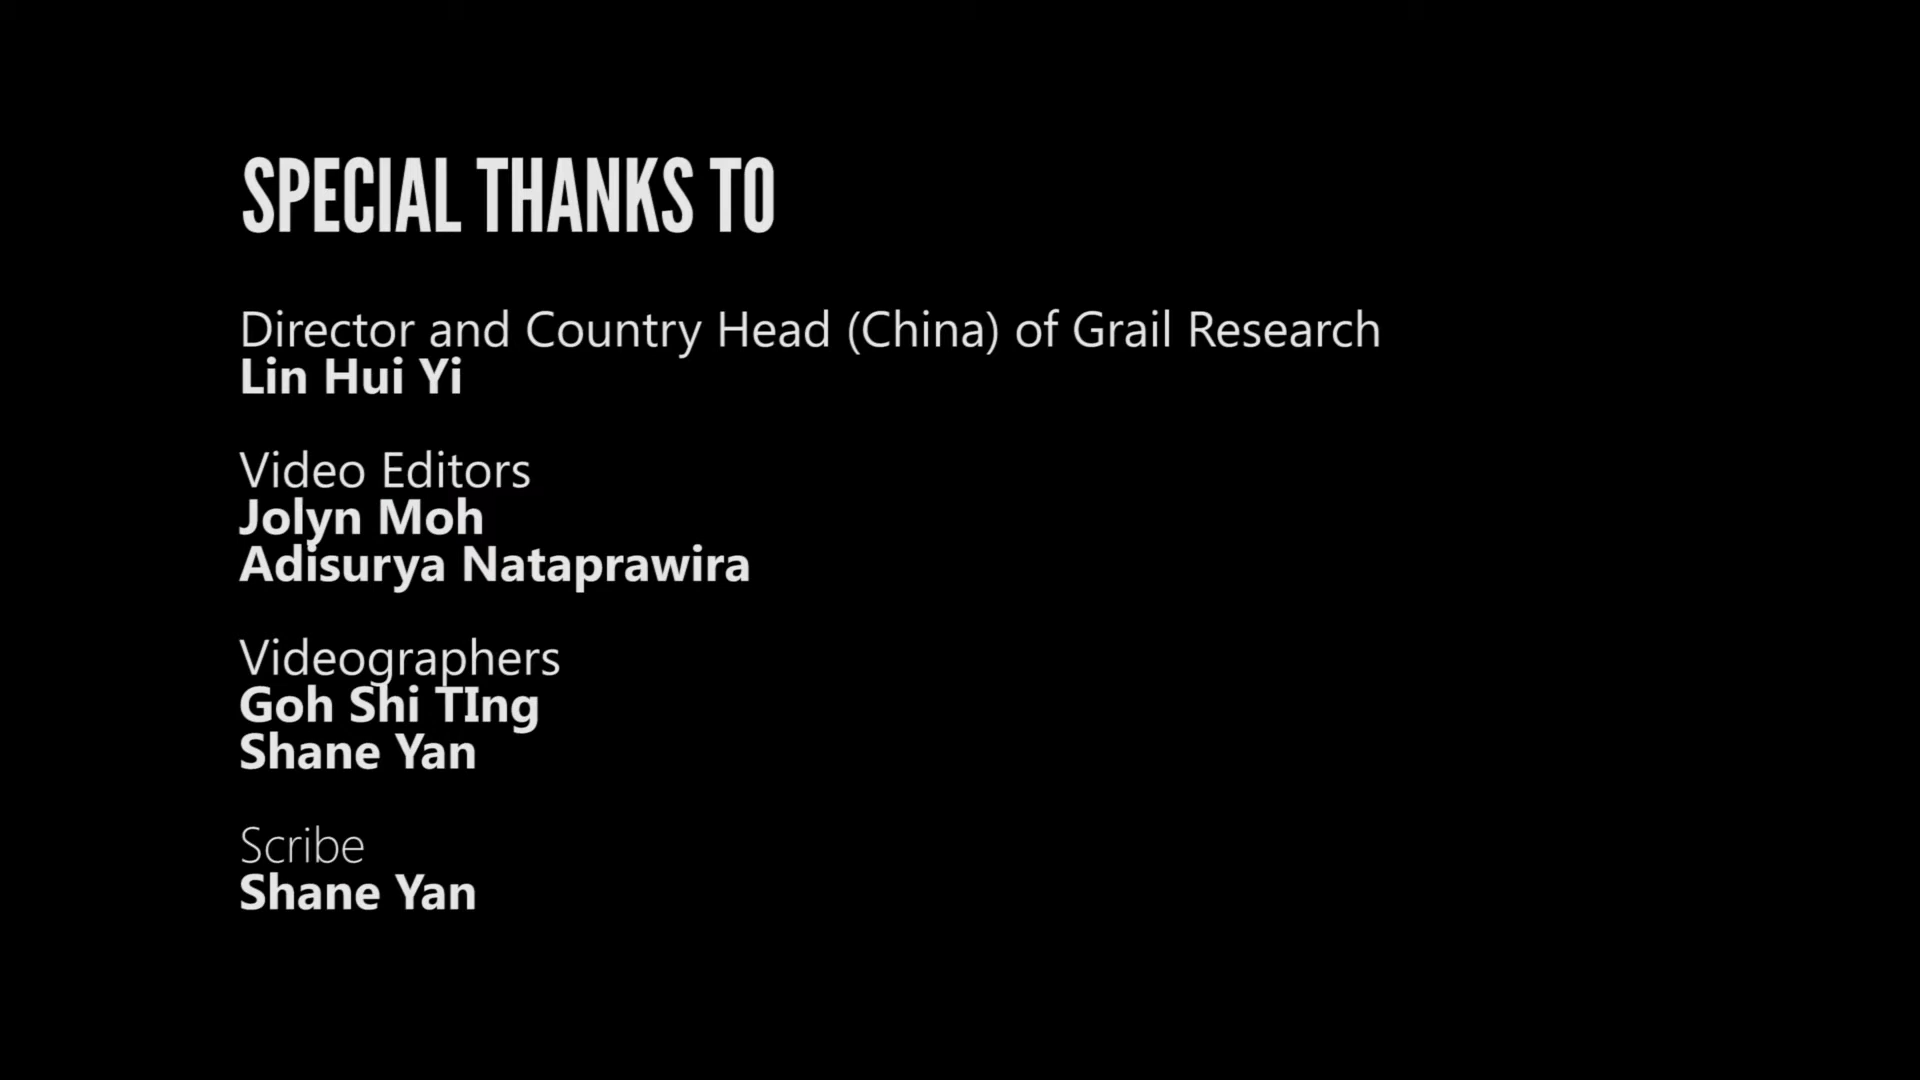 SPECIAL THANKS TO
Director and Country Head (China) of Grail Research
Lin Hui Yi
Video Editors
Jolyn Moh
Adisurya Nataprawira
Videographers
Goh Shi TIng
Shane Yan
Scribe
Shane Yan